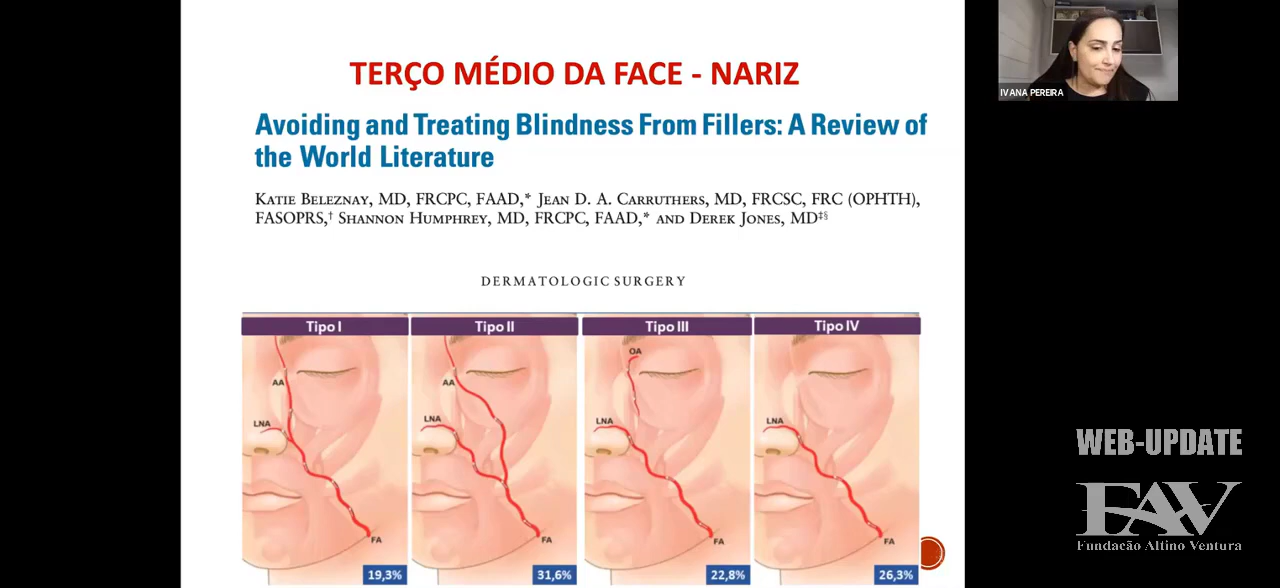 TERÇO MÉDIO DA FACE - NARIZ
Avoiding and Treating Blindness From Fillers: A Review of
the World Literature
KATIE BELEZNAY, MD, FRCPC, FAAD,* JEAN D. A. CARRUTHERS, MD, FRCSC, FRC (OPHTH),
FASOPRS,† SHANNON HUMPHREY, MD, FRCPC, FAAD,* AND DEREK JONES, MD‡§
DERMATOLOGIC SURGERY
Tipo I
AA
LNA
FA
19,3%
Tipo II
AA
LNA
FA
31,6%
Tipo III
OA
LNA
FA
22,8%
Tipo IV
LNA
FA
26,3%
IVANA PEREIRA
WEB-UPDATE
FAV
Fundação Altino Ventura